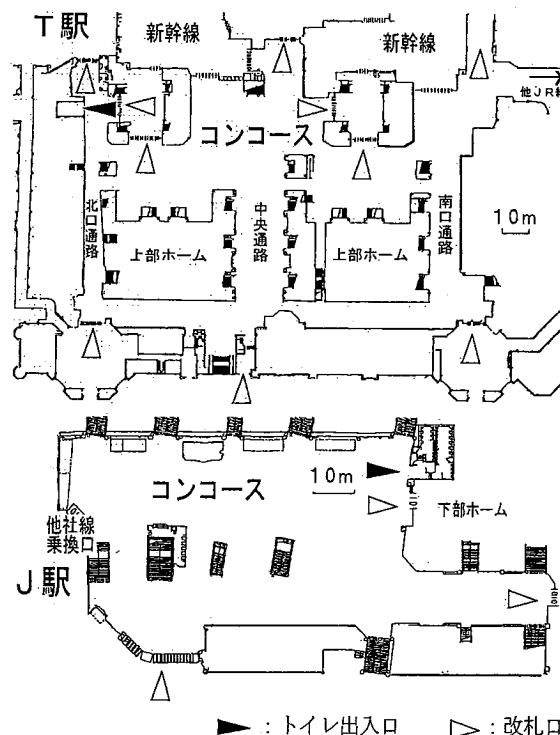 T駅
新幹線
新幹線
他JR線
コンコース
北口通路
中央通路
南口通路
10m
上部ホーム
上部ホーム
コンコース
10m
他社線
乗換口
下部ホーム
J駅
：トイレ出入口
：改札口